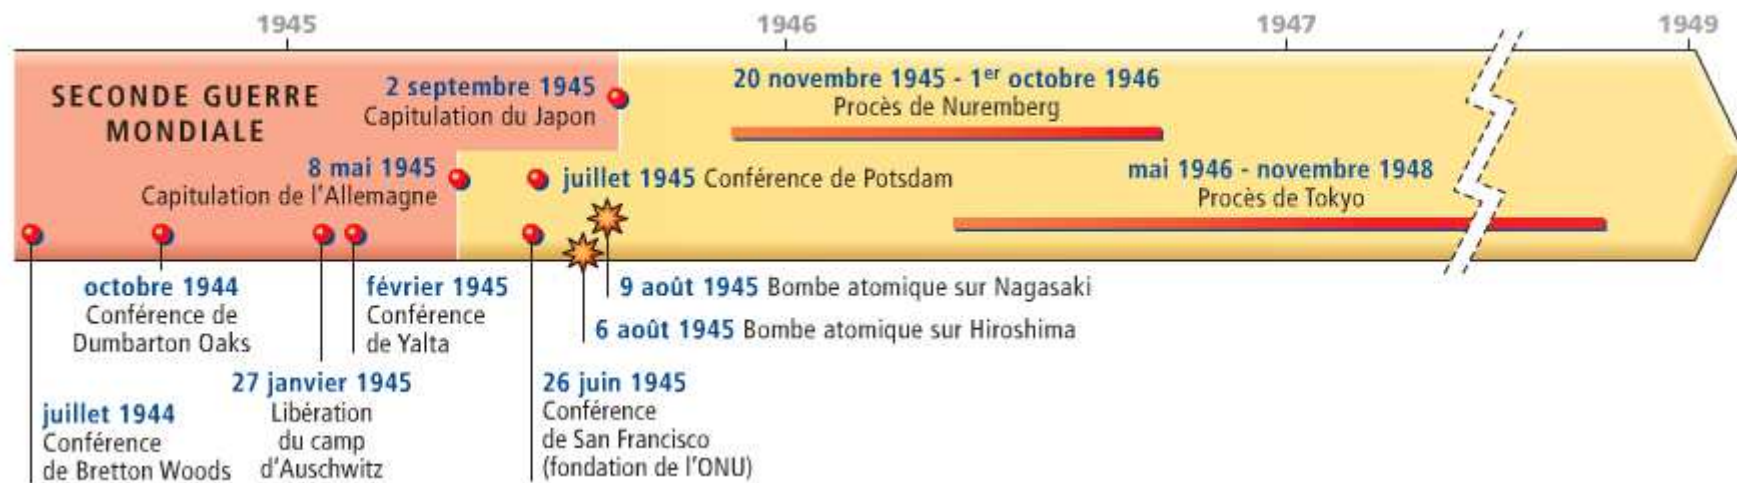 1945
1946
1947
1949
SECONDE GUERRE
MONDIALE
2 septembre 1945
Capitulation du Japon
20 novembre 1945 - 1er octobre 1946
Procès de Nuremberg
8 mai 1945
Capitulation de l'Allemagne
juillet 1945 Conférence de Potsdam
mai 1946 - novembre 1948
Procès de Tokyo
octobre 1944
Conférence de
Dumbarton Oaks
février 1945
Conférence
de Yalta
9 août 1945 Bombe atomique sur Nagasaki
6 août 1945 Bombe atomique sur Hiroshima
27 janvier 1945
Libération
du camp
d'Auschwitz
26 juin 1945
Conférence
de San Francisco
(fondation de l'ONU)
juillet 1944
Conférence
de Bretton Woods